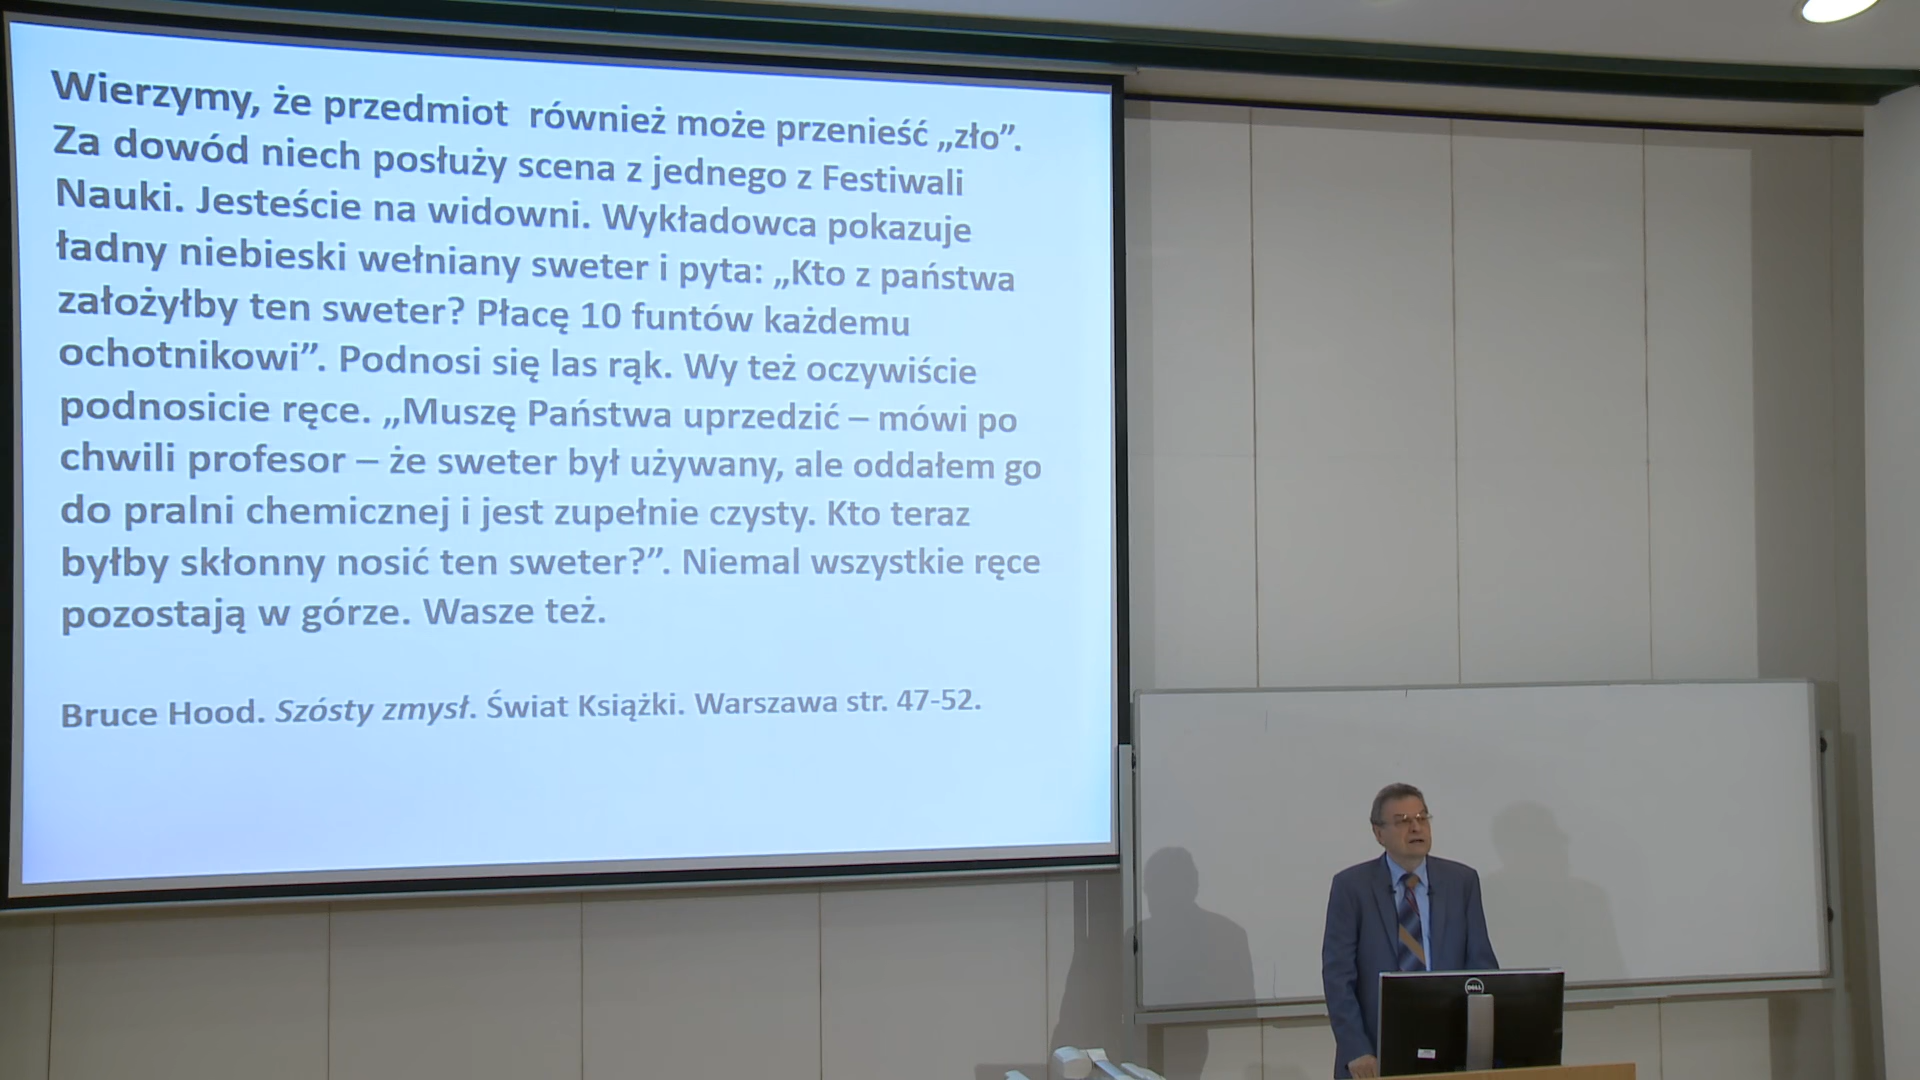 Wierzymy, że przedmiot również może przenieść „zło”.
Za dowód niech posłuży scena z jednego z Festiwali
Nauki. Jesteście na widowni. Wykładowca pokazuje
ładny niebieski wełniany sweter i pyta: „Kto z państwa
założyłby ten sweter? Płacę 10 funtów każdemu
ochotnikowi”. Podnosi się las rąk. Wy też oczywiście
podnosicie ręce. „Muszę Państwa uprzedzić – mówi po
chwili profesor – że sweter był używany, ale oddałem go
do pralni chemicznej i jest zupełnie czysty. Kto teraz
byłby skłonny nosić ten sweter?”. Niemal wszystkie ręce
pozostają w górze. Wasze też.
Bruce Hood. Szósty zmysł. Świat Książki. Warszawa str. 47-52.
DELL